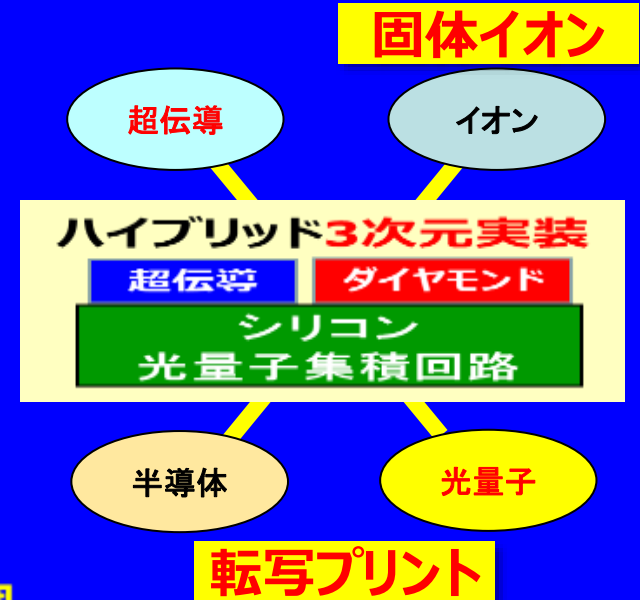 固体イオン
超伝導
イオン
ハイブリッド3次元実装
超伝導
ダイヤモンド
シリコン
光量子集積回路
半導体
光量子
転写プリント